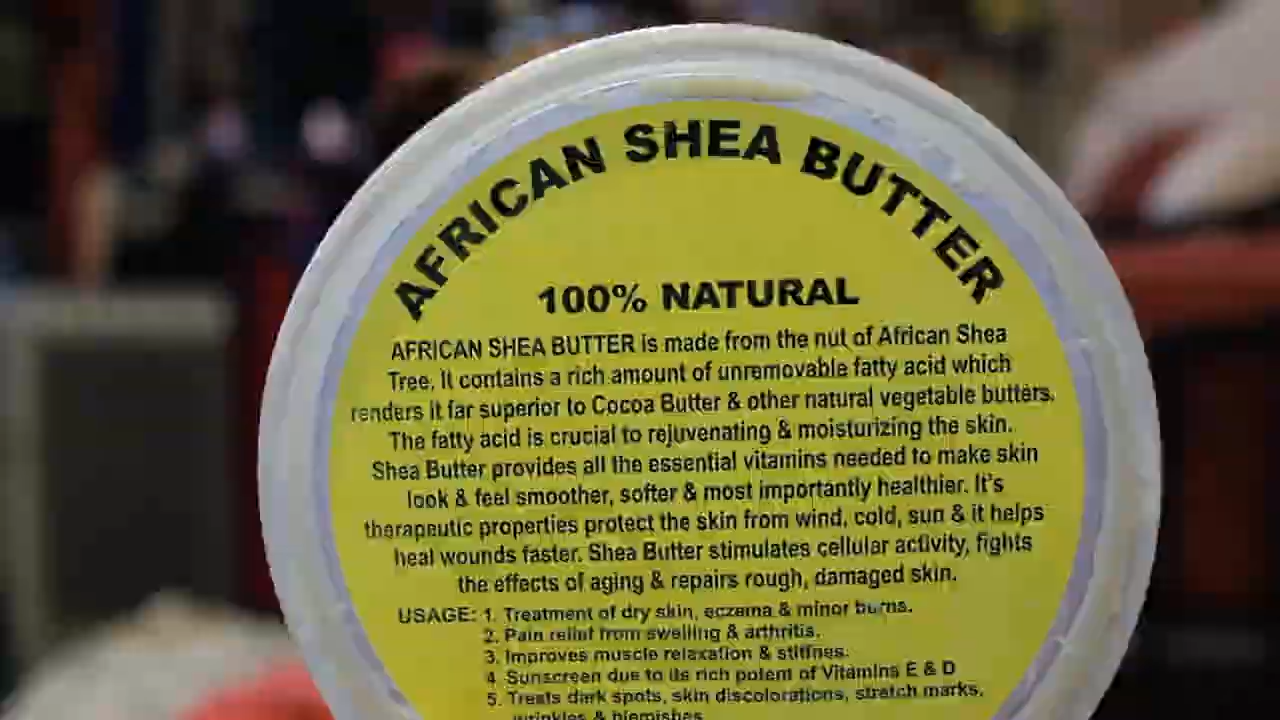 AFRICAN SHEA BUTTER
100% NATURAL
AFRICAN SHEA BUTTER is made from the nut of African Shea
Tree. It contains a rich amount of unremovable fatty acid which
renders it far superior to Cocoa Butter & other natural vegetable butters.
The fatty acid is crucial to rejuvenating & moisturizing the skin.
Shea Butter provides all the essential vitamins needed to make skin
look & feel smoother, softer & most importantly healthier. It's
therapeutic properties protect the skin from wind, cold, sun & it helps
heal wounds faster. Shea Butter stimulates cellular activity, fights
the effects of aging & repairs rough, damaged skin.
USAGE: 1. Treatment of dry skin, eczema & minor burns.
2. Pain relief from swelling & arthritis.
3. Improves muscle relaxation & stiffnes.
4. Sunscreen due to its rich potent of Vitamins E & D
5. Treats dark spots, skin discolorations, stretch marks,
wrinkles & blemishes